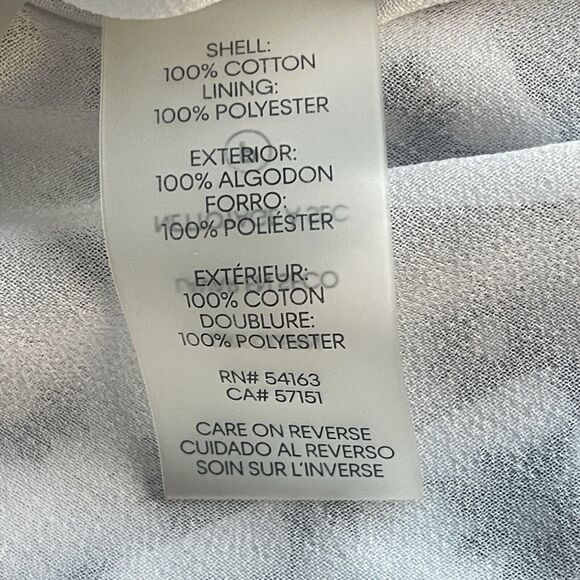 SHELL:
100% COTTON
LINING:
100% POLYESTER
EXTERIOR:
100% ALGODON
FORRO:
100% POLIÉSTER
EXTÉRIEUR:
100% COTON
DOUBLURE:
100% POLYESTER
RN# 54163
CA# 57151
CARE ON REVERSE
CUIDADO AL REVERSO
SOIN SUR L'INVERSE